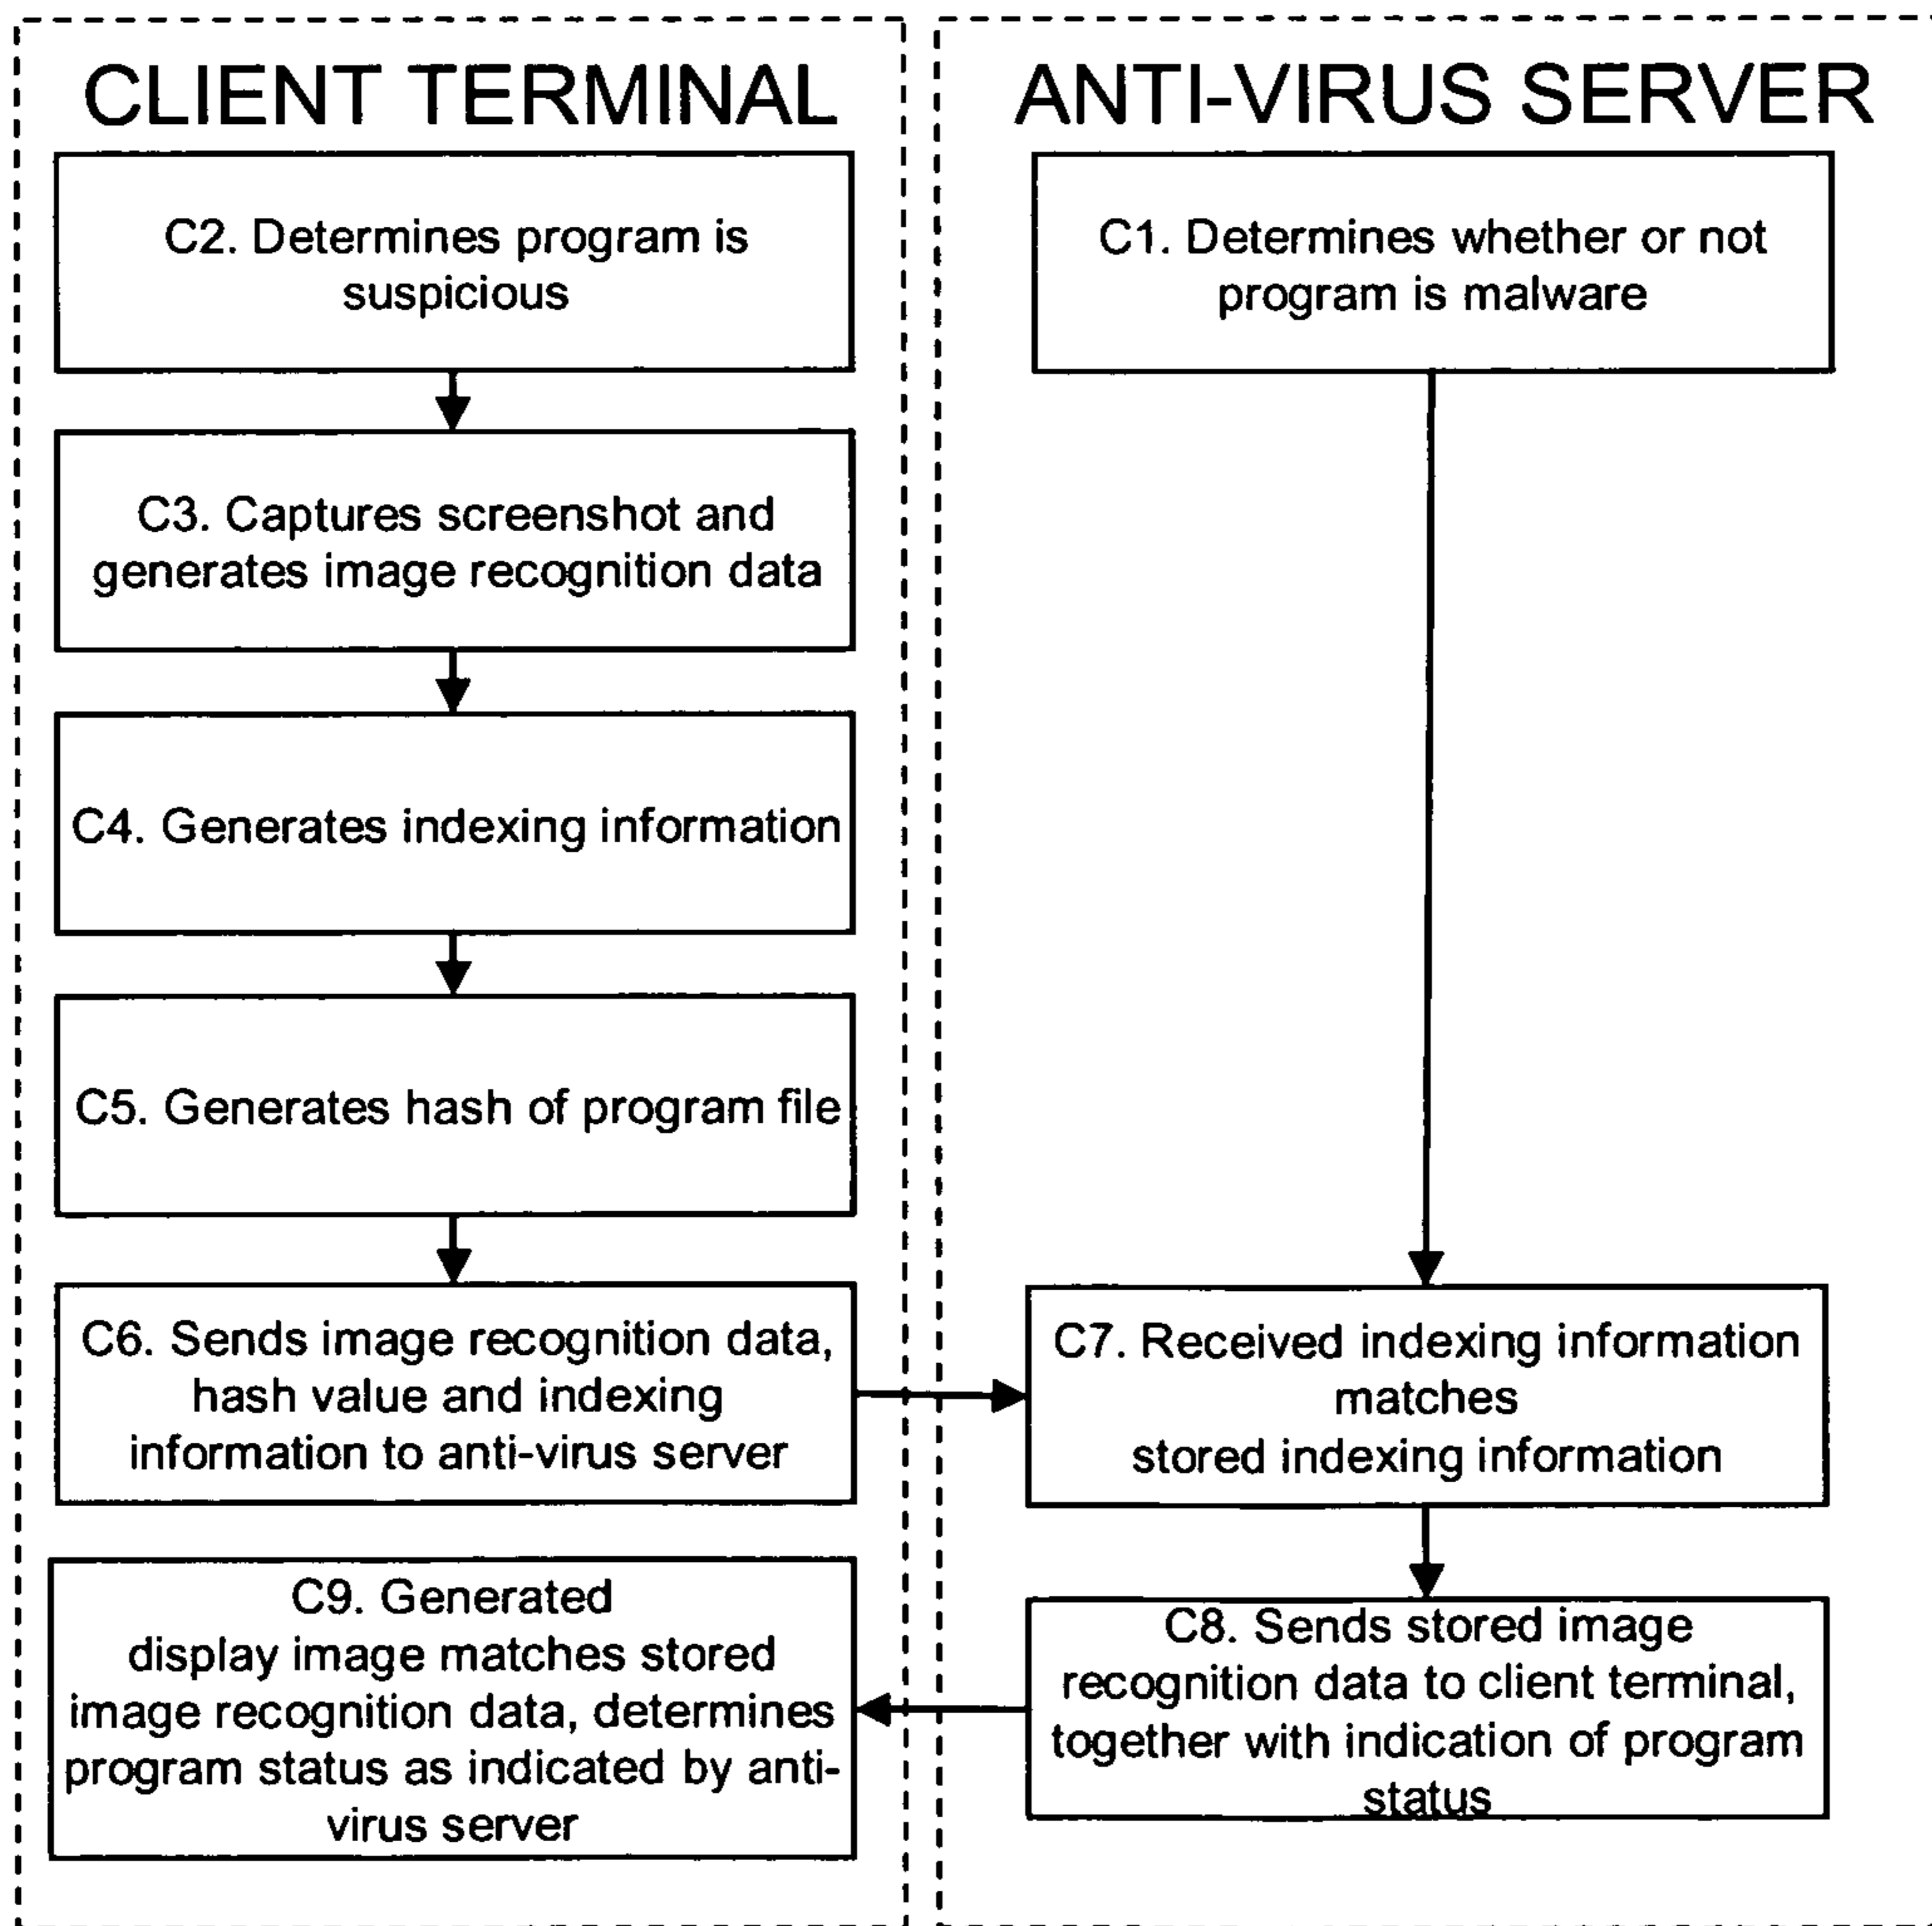 CLIENT TERMINAL
C2. Determines program is
suspicious
C3. Captures screenshot and
generates image recognition data
C4. Generates indexing information
C5. Generates hash of program file
C6. Sends image recognition data,
hash value and indexing
information to anti-virus server
C9. Generated
display image matches stored
image recognition data, determines
program status as indicated by anti-
virus server
ANTI-VIRUS SERVER
C1. Determines whether or not
program is malware
C7. Received indexing information
matches
stored indexing information
C8. Sends stored image
recognition data to client terminal,
together with indication of program
status